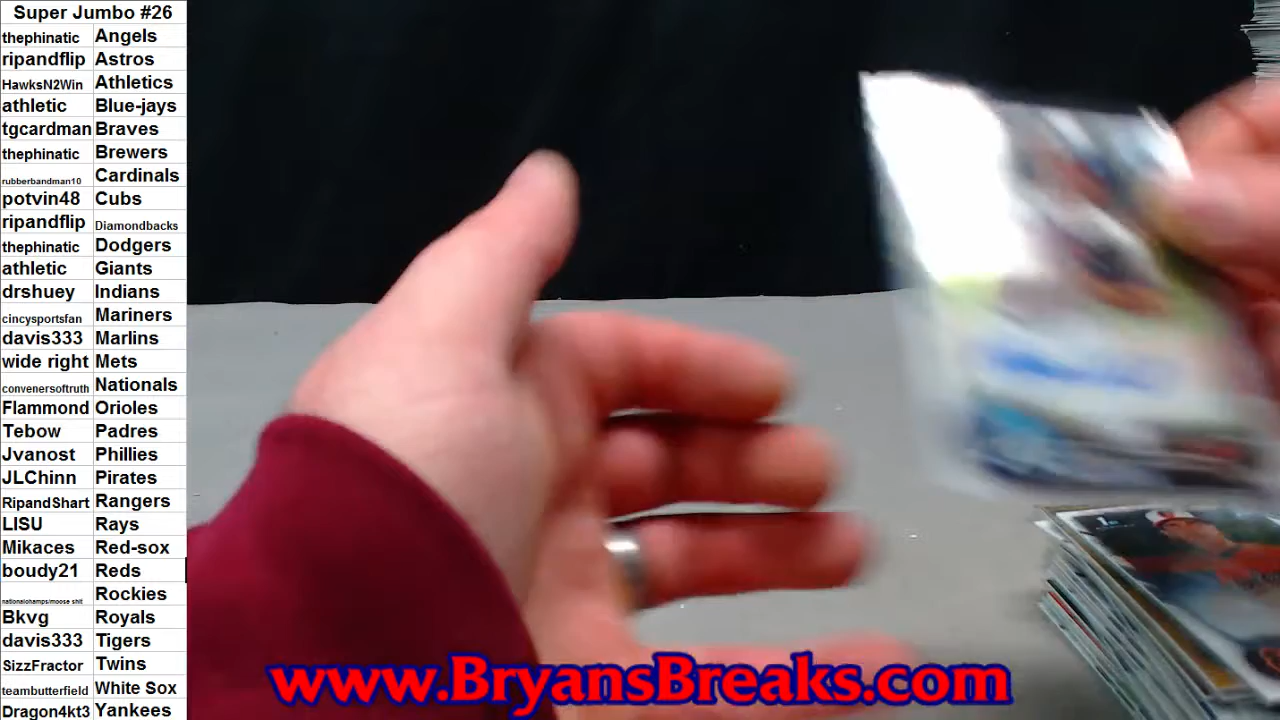 Super Jumbo #26
thephinatic Angels
ripandflip Astros
HawksN2Win Athletics
athletic Blue-jays
tgcardman Braves
thephinatic Brewers
rubberbandman10 Cardinals
potvin48 Cubs
ripandflip Diamondbacks
thephinatic Dodgers
athletic Giants
drshuey Indians
cincysportsfan Mariners
davis333 Marlins
wide right Mets
convenersoftruth Nationals
Flammond Orioles
Tebow Padres
Jvanost Phillies
JLChinn Pirates
RipandShart Rangers
LISU Rays
Mikaces Red-sox
boudy21 Reds
nationalchamps/moose shit Rockies
Bkvg Royals
davis333 Tigers
SizzFractor Twins
teambutterfield White Sox
Dragon4kt3 Yankees
www.BryansBreaks.com